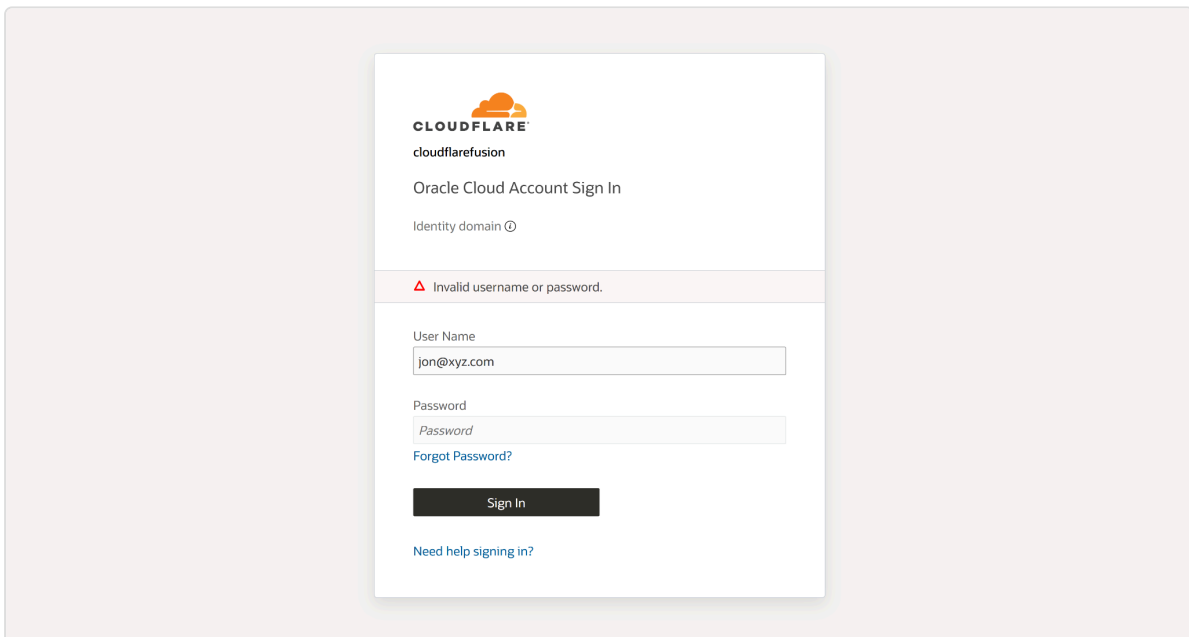 CLOUDFLARE
cloudflarefusion
Oracle Cloud Account Sign In
Identity domain
Invalid username or password.
User Name
jon@xyz.com
Password
Password
Forgot Password?
Sign In
Need help signing in?